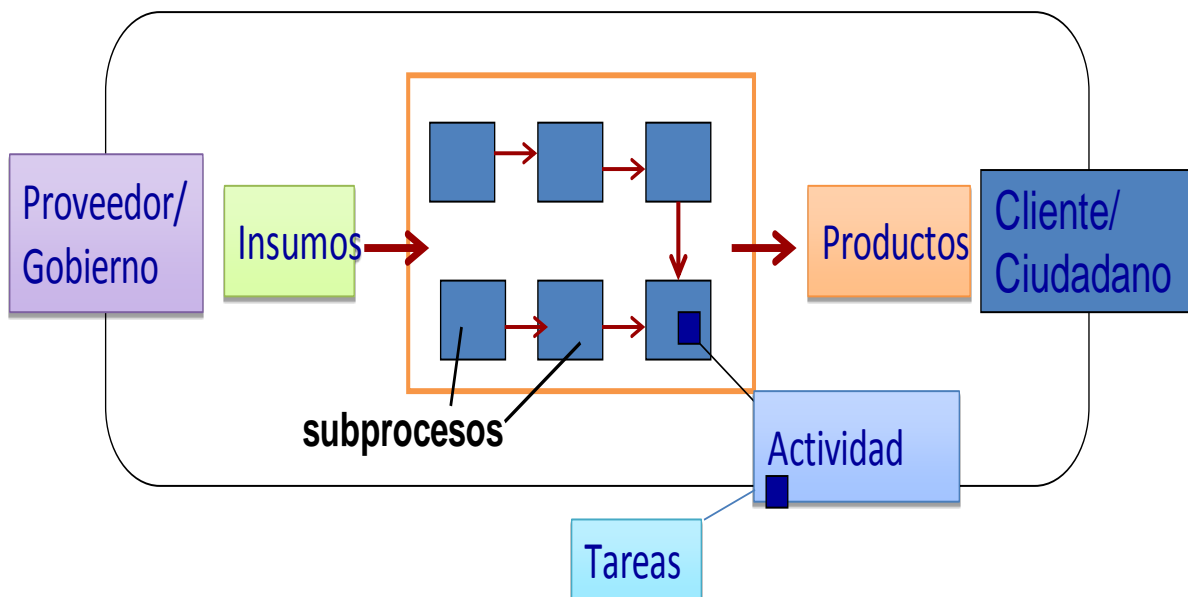 Proveedor/
Gobierno
Insumos
Productos
Cliente/
Ciudadano
subprocesos
Actividad
Tareas